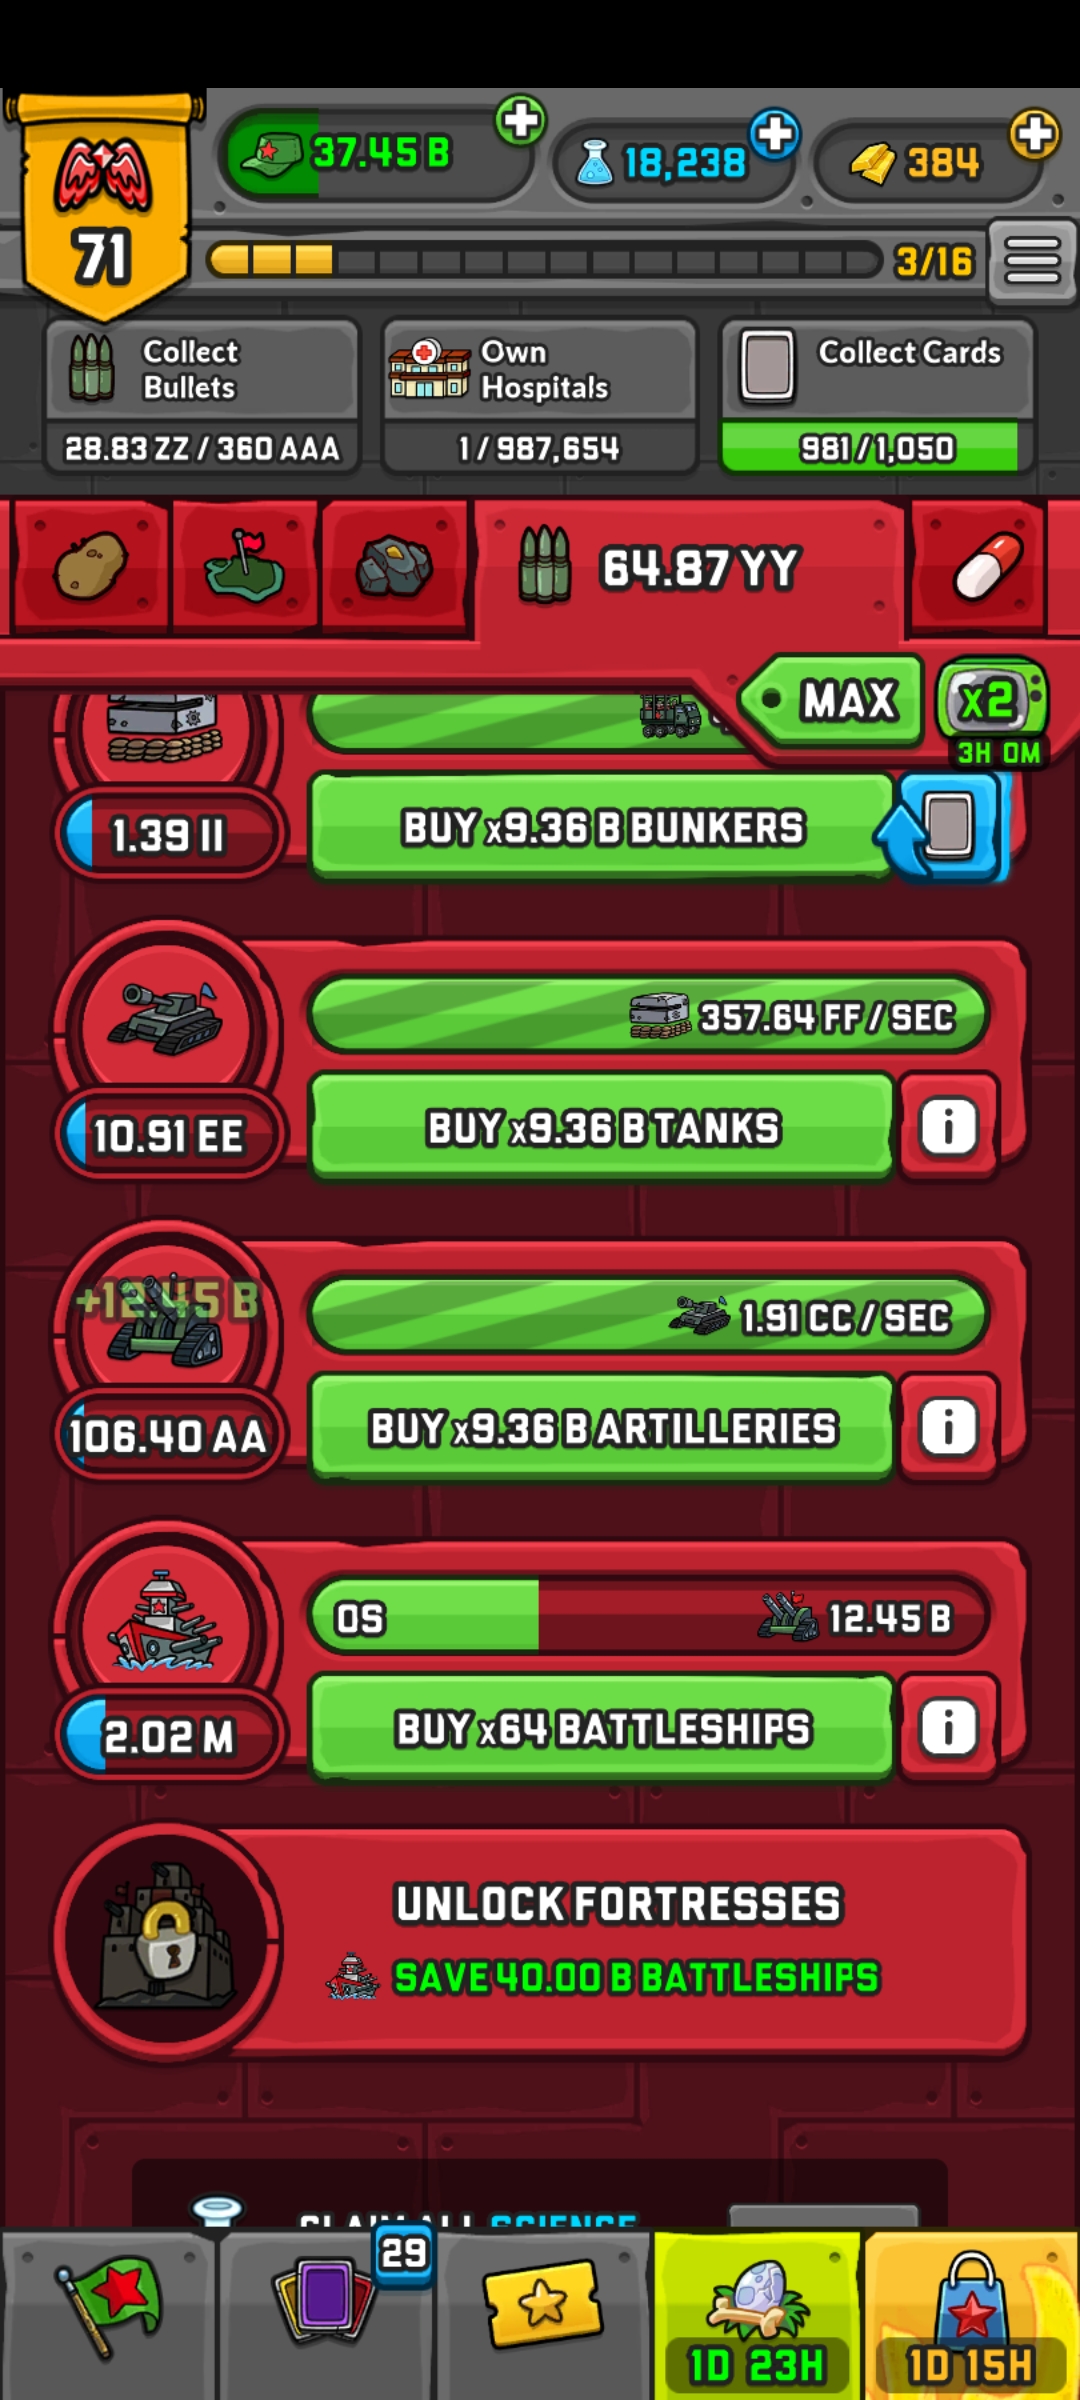 37.45 B
18,238
384
71
3/16
Collect
Bullets
28.83 ZZ / 360 AAA
Own
Hospitals
1 / 987,654
Collect Cards
981 / 1,050
64.87 YY
MAX
x2
3H 0M
1.39 II
BUY x9.36 B BUNKERS
357.64 FF / SEC
10.91 EE
BUY x9.36 B TANKS
i
+12.45 B
1.91 CC / SEC
106.40 AA
BUY x9.36 B ARTILLERIES
i
0S
12.45 B
2.02 M
BUY x64 BATTLESHIPS
i
UNLOCK FORTRESSES
SAVE 40.00 B BATTLESHIPS
CLAIM ALL SCIENCE
29
1D 23H
1D 15H